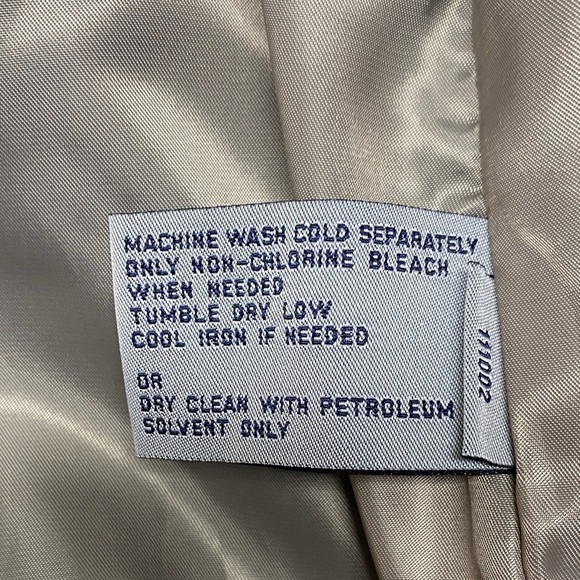 MACHINE WASH COLD SEPARATELY
ONLY NON-CHLORINE BLEACH
WHEN NEEDED
TUMBLE DRY LOW
COOL IRON IF NEEDED
OR
DRY CLEAN WITH PETROLEUM
SOLVENT ONLY
111002